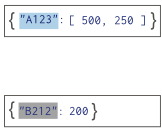 { "A123": [ 500, 250 ] }
{ "B212": 200 }